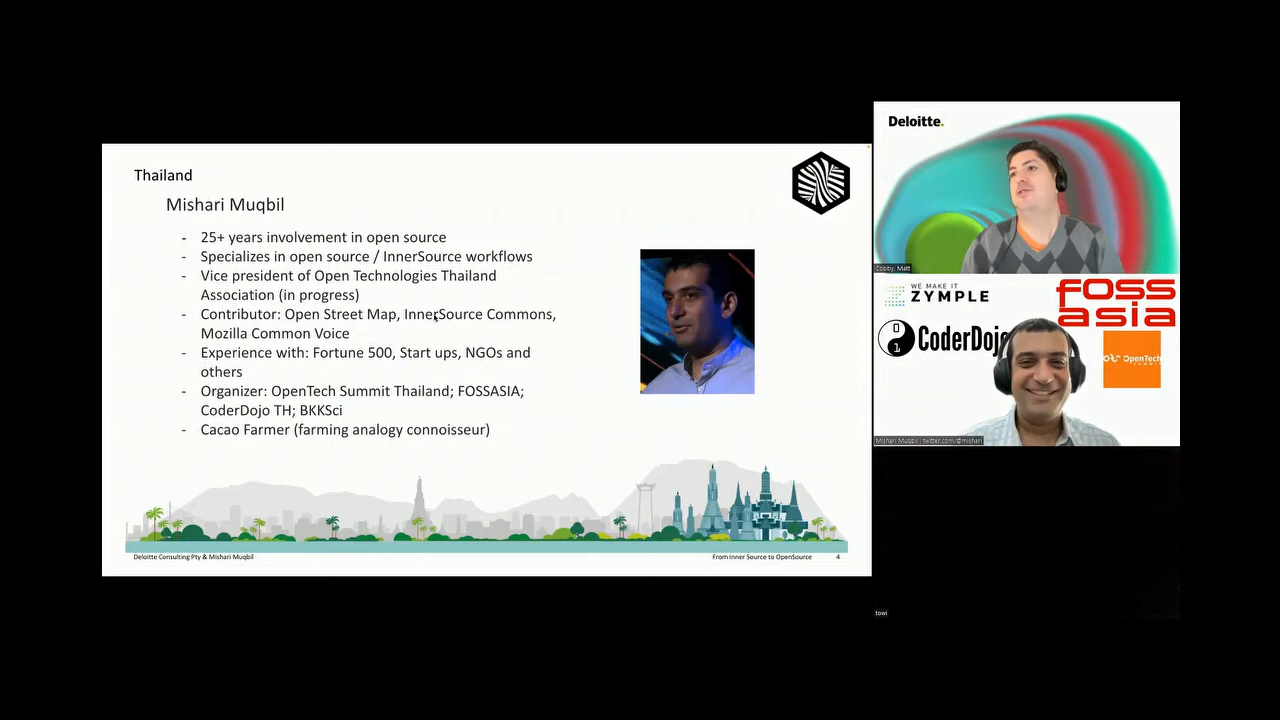 Thailand
Mishari Muqbil
- 25+ years involvement in open source
- Specializes in open source / InnerSource workflows
- Vice president of Open Technologies Thailand
Association (in progress)
- Contributor: Open Street Map, InnerSource Commons,
Mozilla Common Voice
- Experience with: Fortune 500, Start ups, NGOs and
others
- Organizer: OpenTech Summit Thailand; FOSSASIA;
CoderDojo TH; BKKSci
- Cacao Farmer (farming analogy connoisseur)
Deloitte Consulting Pty & Mishari Muqbil
From Inner Source to OpenSource
4
Deloitte.
Cobby, Matt
WE MAKE IT
ZYMPLE
FOSS
asia
0
1
CoderDojo
OpenTech
SUMMIT
Mishari Muqbil | twitter.com/@mishari
towi